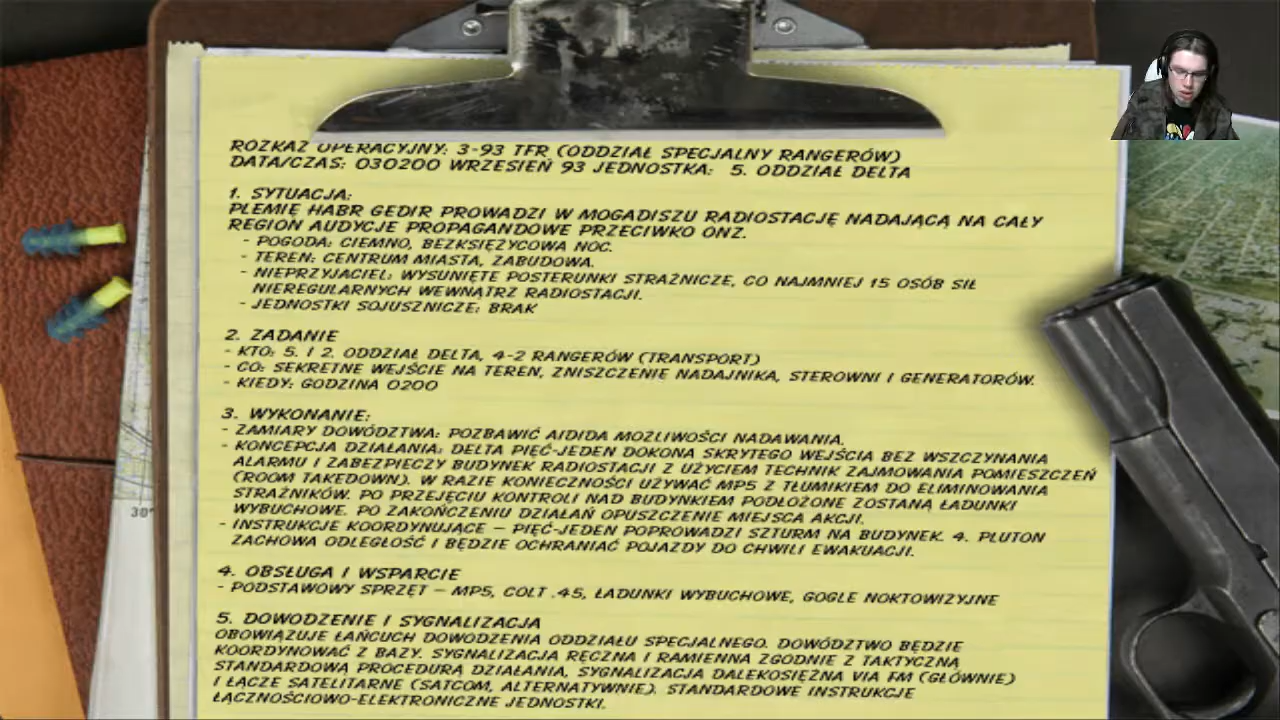 ROZKAZ OPERACYJNY: 3-93 TFR (ODDZIAŁ SPECJALNY RANGERÓW)
DATA/CZAS: 030200 WRZESIEŃ 93 JEDNOSTKA: 5. ODDZIAŁ DELTA
1. SYTUACJA:
PLEMIĘ HABR GEDIR PROWADZI W MOGADISZU RADIOSTACJĘ NADAJĄCĄ NA CAŁY
REGION AUDYCJE PROPAGANDOWE PRZECIWKO ONZ.
- POGODA: CIEMNO, BEZKSIĘŻYCOWA NOC.
- TEREN: CENTRUM MIASTA, ZABUDOWA.
- NIEPRZYJACIEL: WYSUNIĘTE POSTERUNKI STRAŻNICZE, CO NAJMNIEJ 15 OSÓB SIŁ
NIEREGULARNYCH WEWNĄTRZ RADIOSTACJI.
- JEDNOSTKI SOJUSZNICZE: BRAK
2. ZADANIE
- KTO: 5. I 2. ODDZIAŁ DELTA, 4-2 RANGERÓW (TRANSPORT)
- CO: SEKRETNE WEJŚCIE NA TEREN, ZNISZCZENIE NADAJNIKA, STEROWNI I GENERATORÓW.
- KIEDY: GODZINA 0200
3. WYKONANIE:
- ZAMIARY DOWÓDZTWA: POZBAWIĆ AIDIDA MOŻLIWOŚCI NADAWANIA.
- KONCEPCJA DZIAŁANIA: DELTA PIĘĆ-JEDEN DOKONA SKRYTEGO WEJŚCIA BEZ WSZCZYNANIA
ALARMU I ZABEZPIECZY BUDYNEK RADIOSTACJI Z UŻYCIEM TECHNIK ZAJMOWANIA POMIESZCZEŃ
(ROOM TAKEDOWN). W RAZIE KONIECZNOŚCI UŻYWAĆ MP5 Z TŁUMIKIEM DO ELIMINOWANIA
STRAŻNIKÓW. PO PRZEJĘCIU KONTROLI NAD BUDYNKIEM PODŁOŻONE ZOSTANĄ ŁADUNKI
WYBUCHOWE. PO ZAKOŃCZENIU DZIAŁAŃ OPUSZCZENIE MIEJSCA AKCJI.
- INSTRUKCJE KOORDYNUJĄCE – PIĘĆ-JEDEN POPROWADZI SZTURM NA BUDYNEK. 4. PLUTON
ZACHOWA ODLEGŁOŚĆ I BĘDZIE OCHRANIAĆ POJAZDY DO CHWILI EWAKUACJI.
4. OBSŁUGA I WSPARCIE
- PODSTAWOWY SPRZĘT – MP5, COLT .45, ŁADUNKI WYBUCHOWE, GOGLE NOKTOWIZYJNE
5. DOWODZENIE I SYGNALIZACJA
OBOWIĄZUJE ŁAŃCUCH DOWODZENIA ODDZIAŁU SPECJALNEGO. DOWÓDZTWO BĘDZIE
KOORDYNOWAĆ Z BAZY. SYGNALIZACJA RĘCZNA I RAMIENNA ZGODNIE Z TAKTYCZNĄ
STANDARDOWĄ PROCEDURĄ DZIAŁANIA, SYGNALIZACJA DALEKOSIĘŻNA VIA FM (GŁÓWNIE)
I ŁĄCZE SATELITARNE (SATCOM, ALTERNATYWNIE). STANDARDOWE INSTRUKCJE
ŁĄCZNOŚCIOWO-ELEKTRONICZNE JEDNOSTKI.
30°